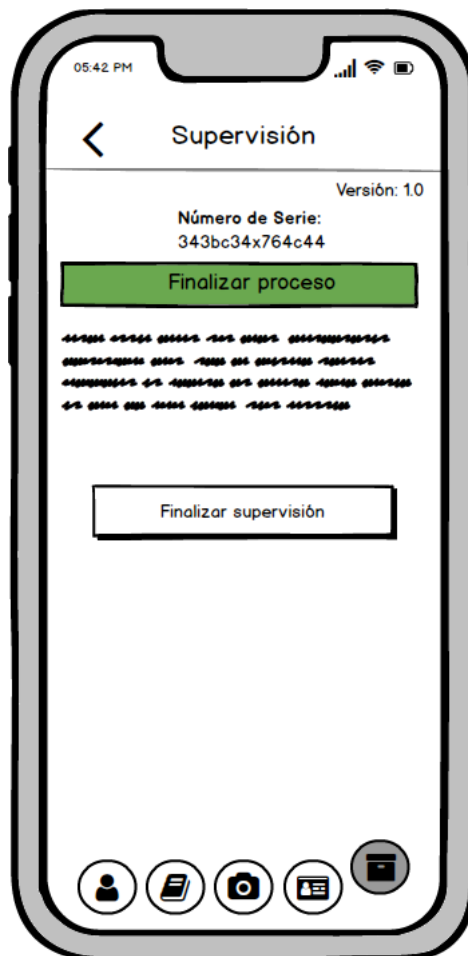 05:42 PM
Supervisión
Versión: 1.0
Número de Serie:
343bc34x764c44
Finalizar proceso
Finalizar supervisión